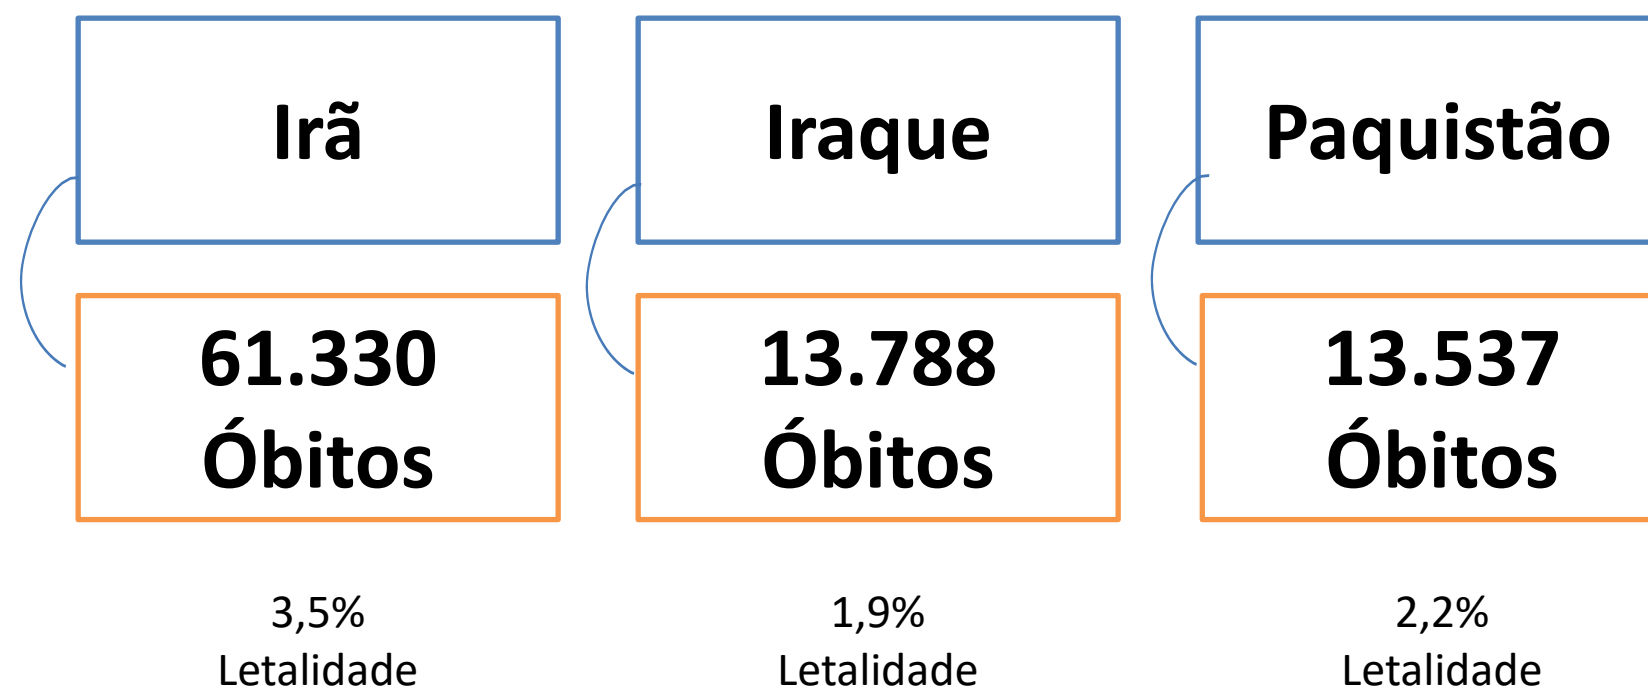 Irã
Iraque
Paquistão
61.330
Óbitos
13.788
Óbitos
13.537
Óbitos
3,5%
Letalidade
1,9%
Letalidade
2,2%
Letalidade